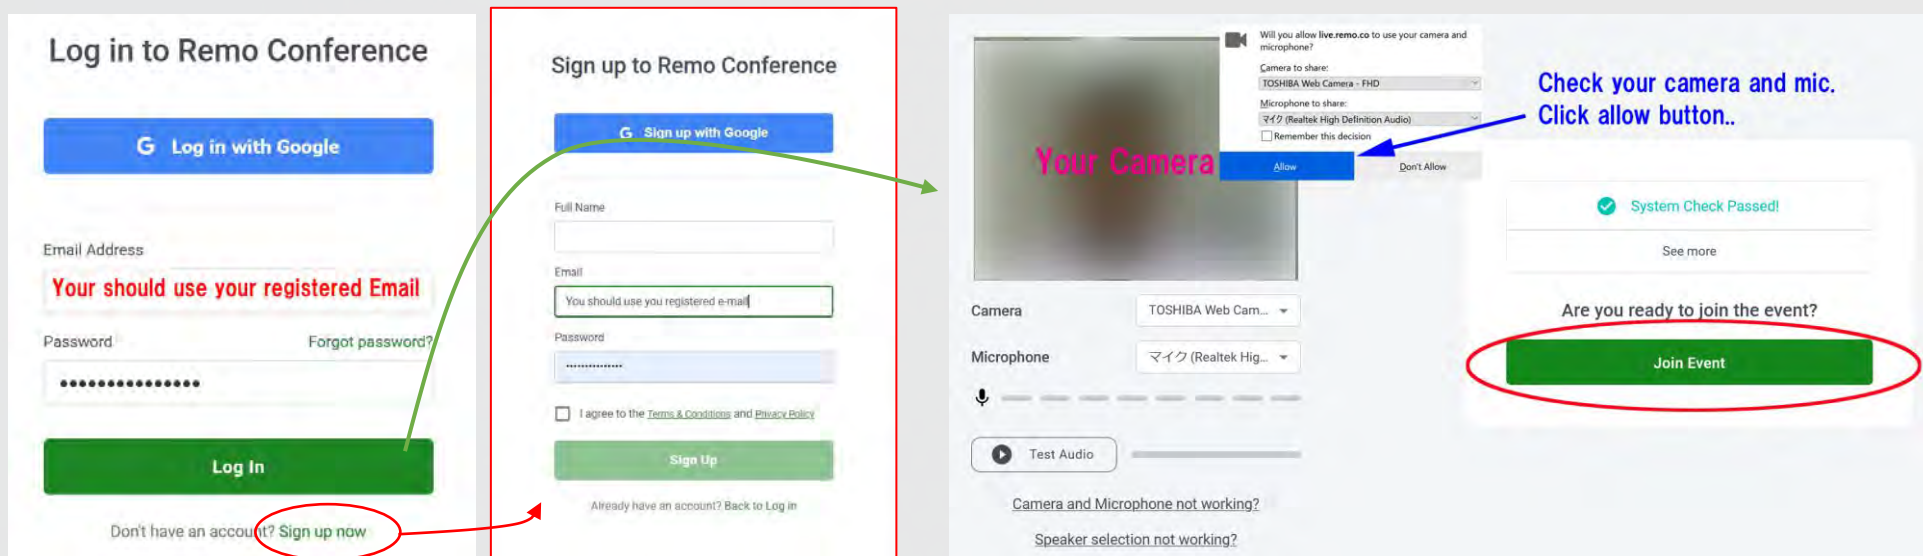 Log in to Remo Conference
G Log in with Google
Email Address
Your should use your registered Email
Password
Forgot password?
Log In
Don't have an account? Sign up now
Sign up to Remo Conference
G Sign up with Google
Full Name
Email
You should use you registered e-mail
Password
I agree to the Terms & Conditions and Privacy Policy
Sign Up
Already have an account? Back to Log in
Will you allow live.remo.co to use your camera and
microphone?
Camera to share:
TOSHIBA Web Camera - FHD
Microphone to share:
マイク (Realtek High Definition Audio)
Remember this decision
Allow
Don't Allow
Your Camera
Check your camera and mic.
Click allow button..
Camera
TOSHIBA Web Cam...
Microphone
マイク (Realtek Hig...
Test Audio
Camera and Microphone not working?
Speaker selection not working?
System Check Passed!
See more
Are you ready to join the event?
Join Event